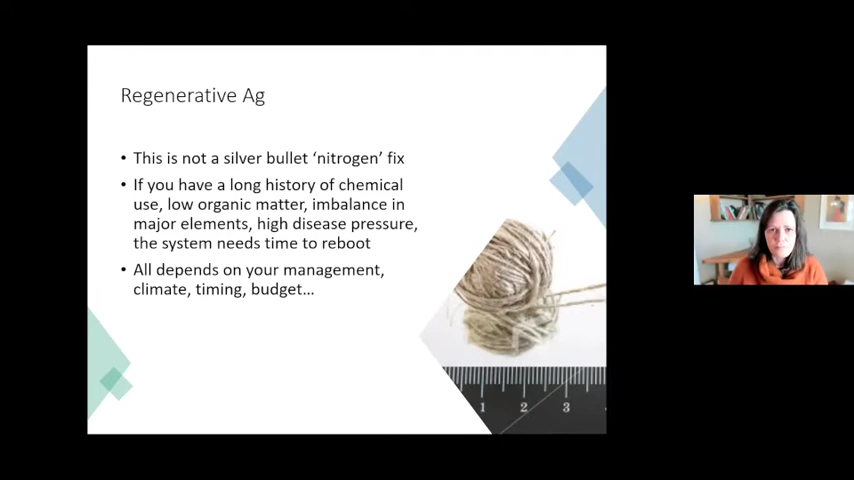 Regenerative Ag
• This is not a silver bullet ‘nitrogen’ fix
• If you have a long history of chemical
use, low organic matter, imbalance in
major elements, high disease pressure,
the system needs time to reboot
• All depends on your management,
climate, timing, budget…
1 2 3